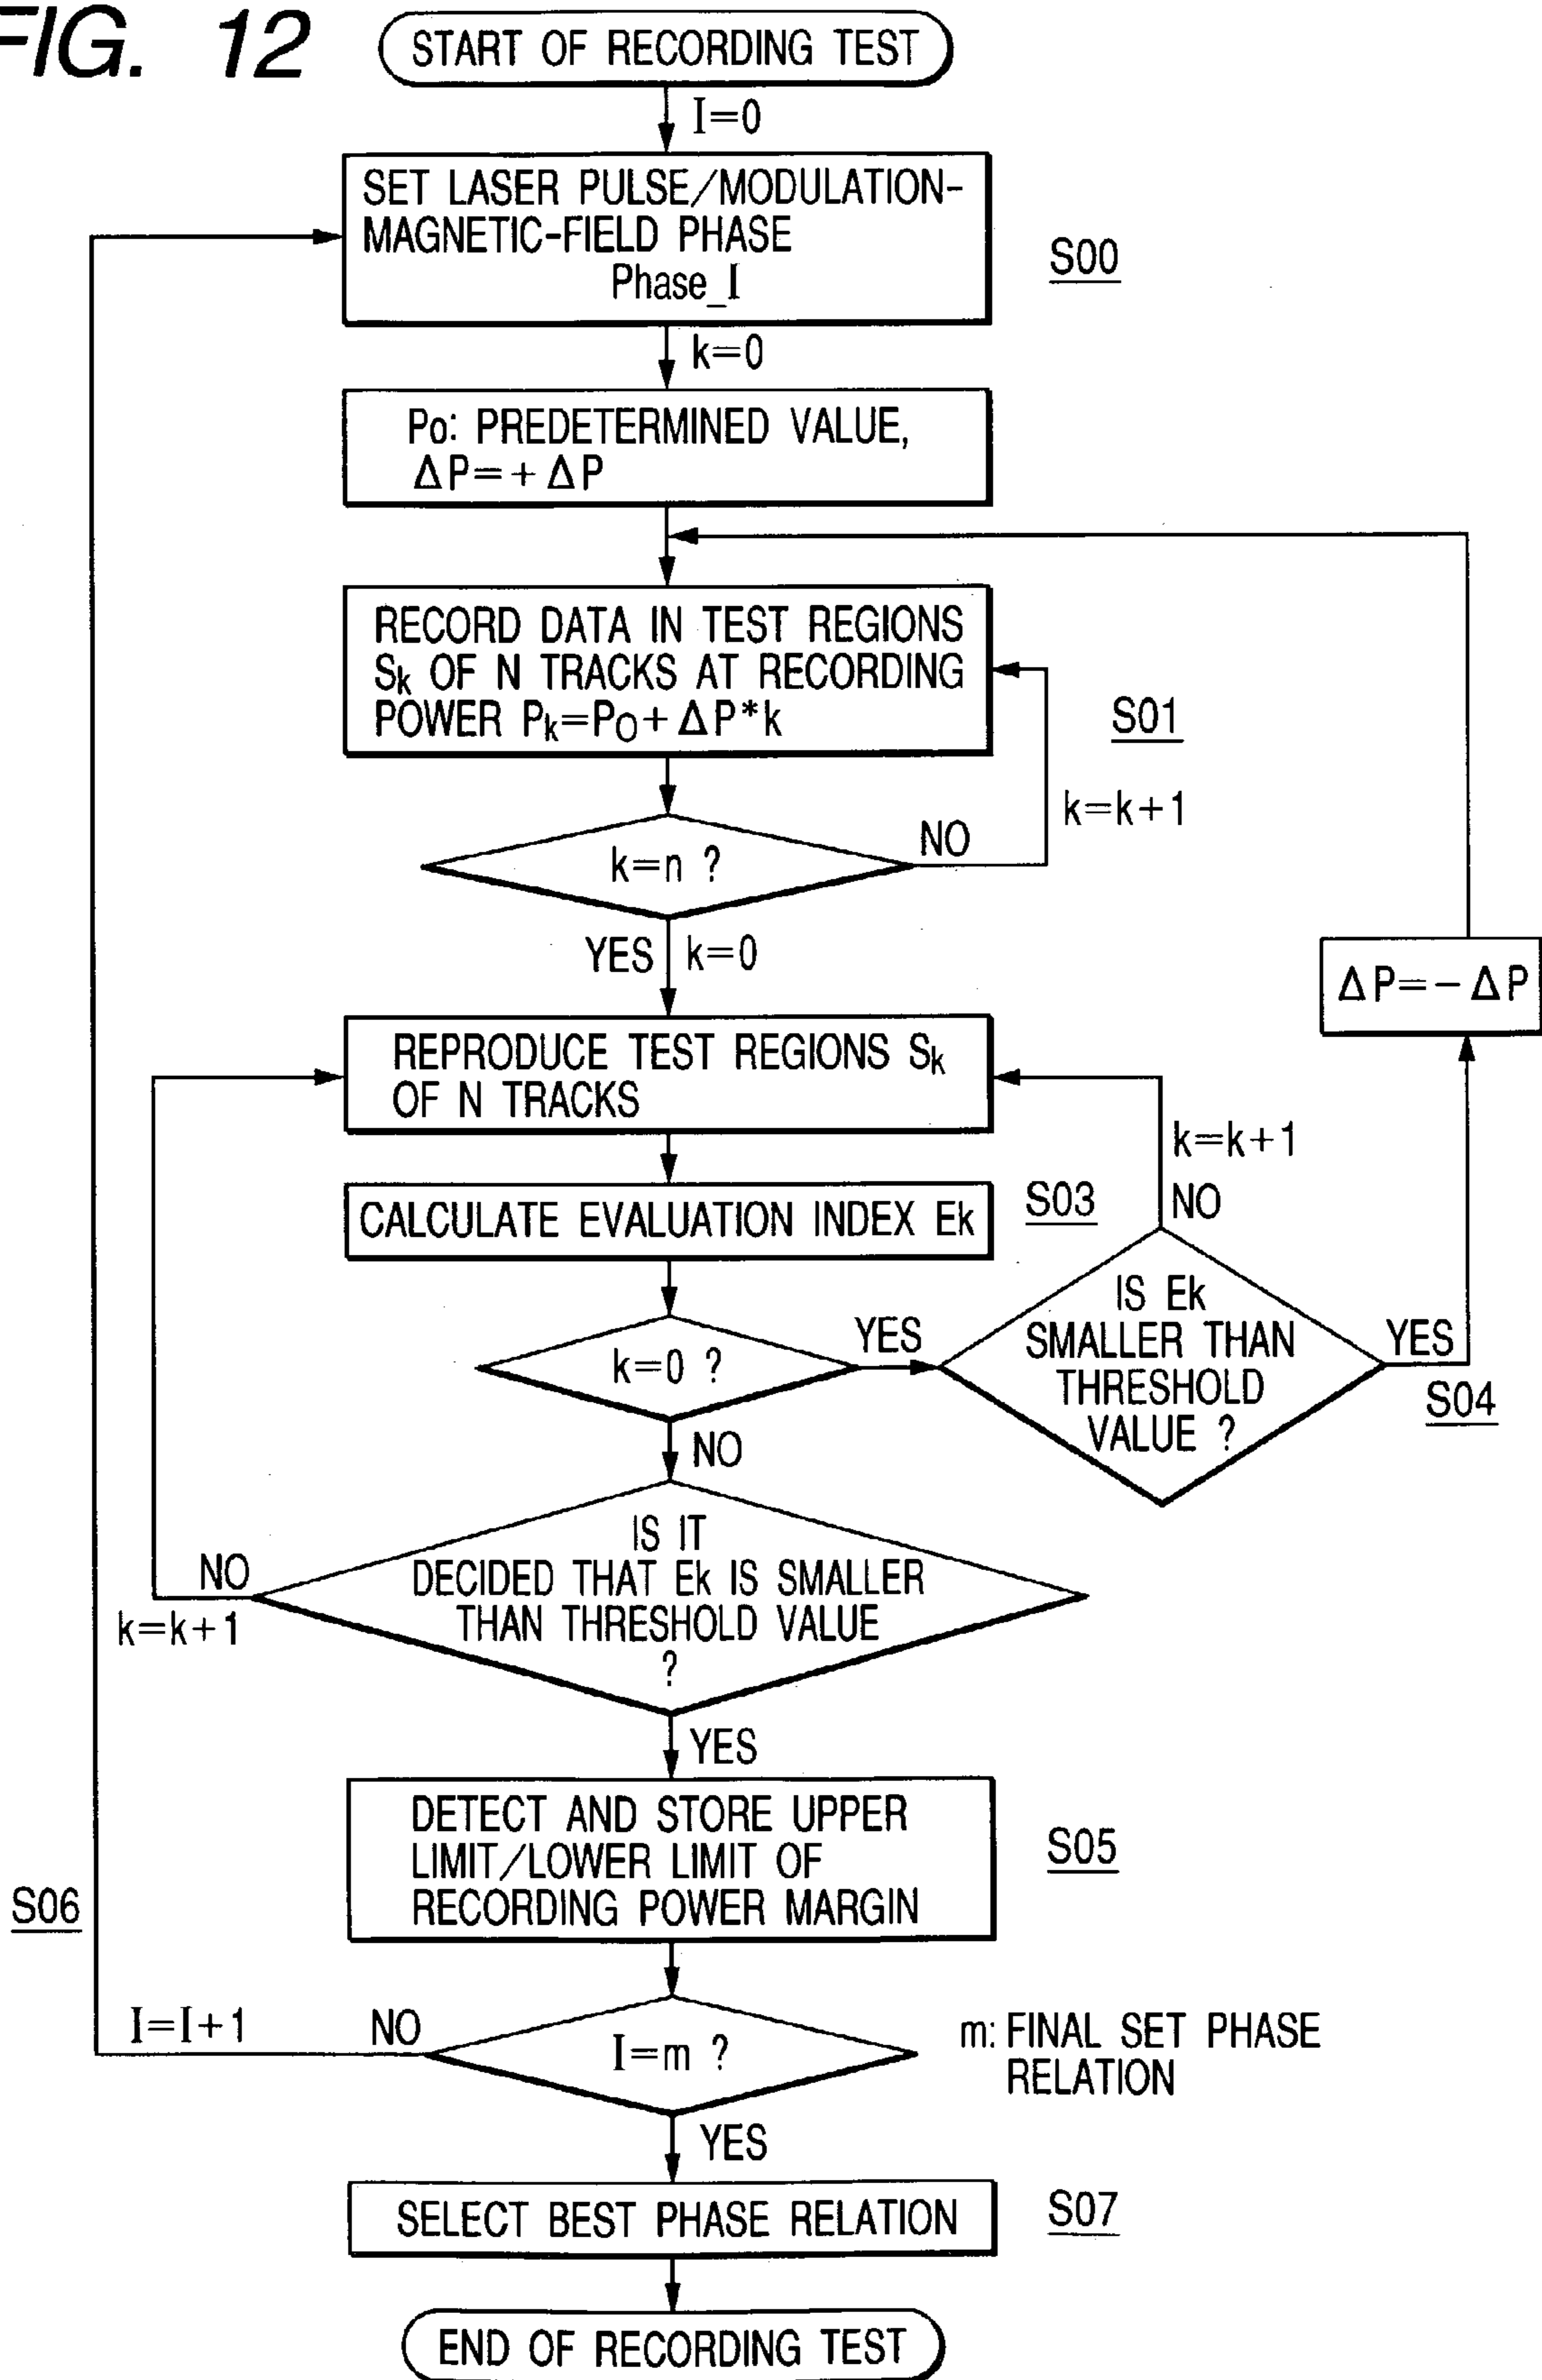 FIG. 12
START OF RECORDING TEST
I=0
SET LASER PULSE/MODULATION-
MAGNETIC-FIELD PHASE
Phase_I
S00
k=0
Po: PREDETERMINED VALUE,
ΔP=+ΔP
RECORD DATA IN TEST REGIONS
Sk OF N TRACKS AT RECORDING
POWER Pk=PO+ΔP*k
S01
k=k+1
k=n ?
NO
YES
k=0
ΔP=-ΔP
REPRODUCE TEST REGIONS Sk
OF N TRACKS
k=k+1
NO
CALCULATE EVALUATION INDEX Ek
S03
k=0 ?
YES
IS Ek
SMALLER THAN
THRESHOLD
VALUE ?
YES
S04
NO
IS IT
DECIDED THAT Ek IS SMALLER
THAN THRESHOLD VALUE
?
NO
k=k+1
YES
DETECT AND STORE UPPER
LIMIT/LOWER LIMIT OF
RECORDING POWER MARGIN
S05
S06
I=I+1
NO
I=m ?
m: FINAL SET PHASE
RELATION
YES
SELECT BEST PHASE RELATION
S07
END OF RECORDING TEST